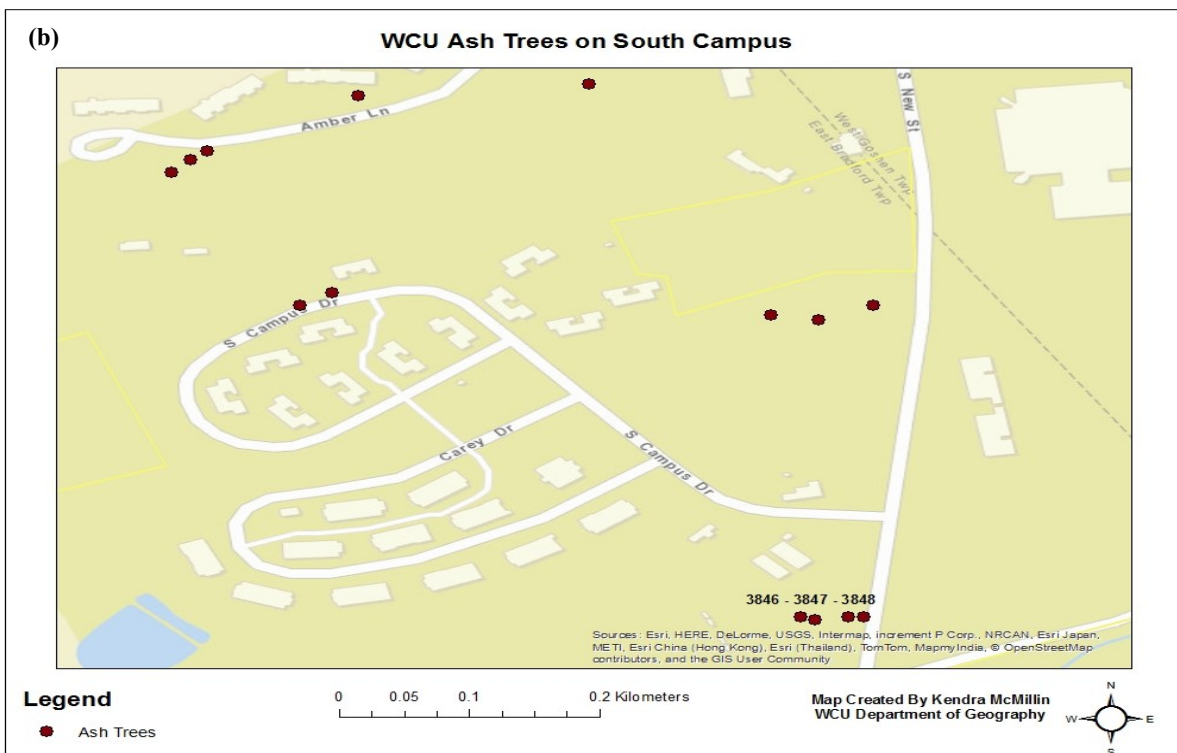 (b)
WCU Ash Trees on South Campus
S New St
Amber Ln
West Goshen Twp
East Bradford Twp
S Campus Dr
Carey Dr
S Campus Dr
3846 - 3847 - 3848
Sources: Esri, HERE, DeLorme, USGS, Intermap, increment P Corp., NRCAN, Esri Japan,
METI, Esri China (Hong Kong), Esri (Thailand), TomTom, MapmyIndia, © OpenStreetMap
contributors, and the GIS User Community
Legend
Ash Trees
0 0.05 0.1 0.2 Kilometers
Map Created By Kendra McMillin
WCU Department of Geography
N
W E
S